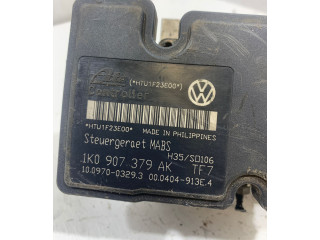 (*HTU1F23E00*)
Controller
*HTU1F23E00*
MADE IN PHILIPPINES
Steuergeraet MABS
H35/SD106
1K0 907 379 AK TF7
10.0970-0329.3 00.0404-913E.4